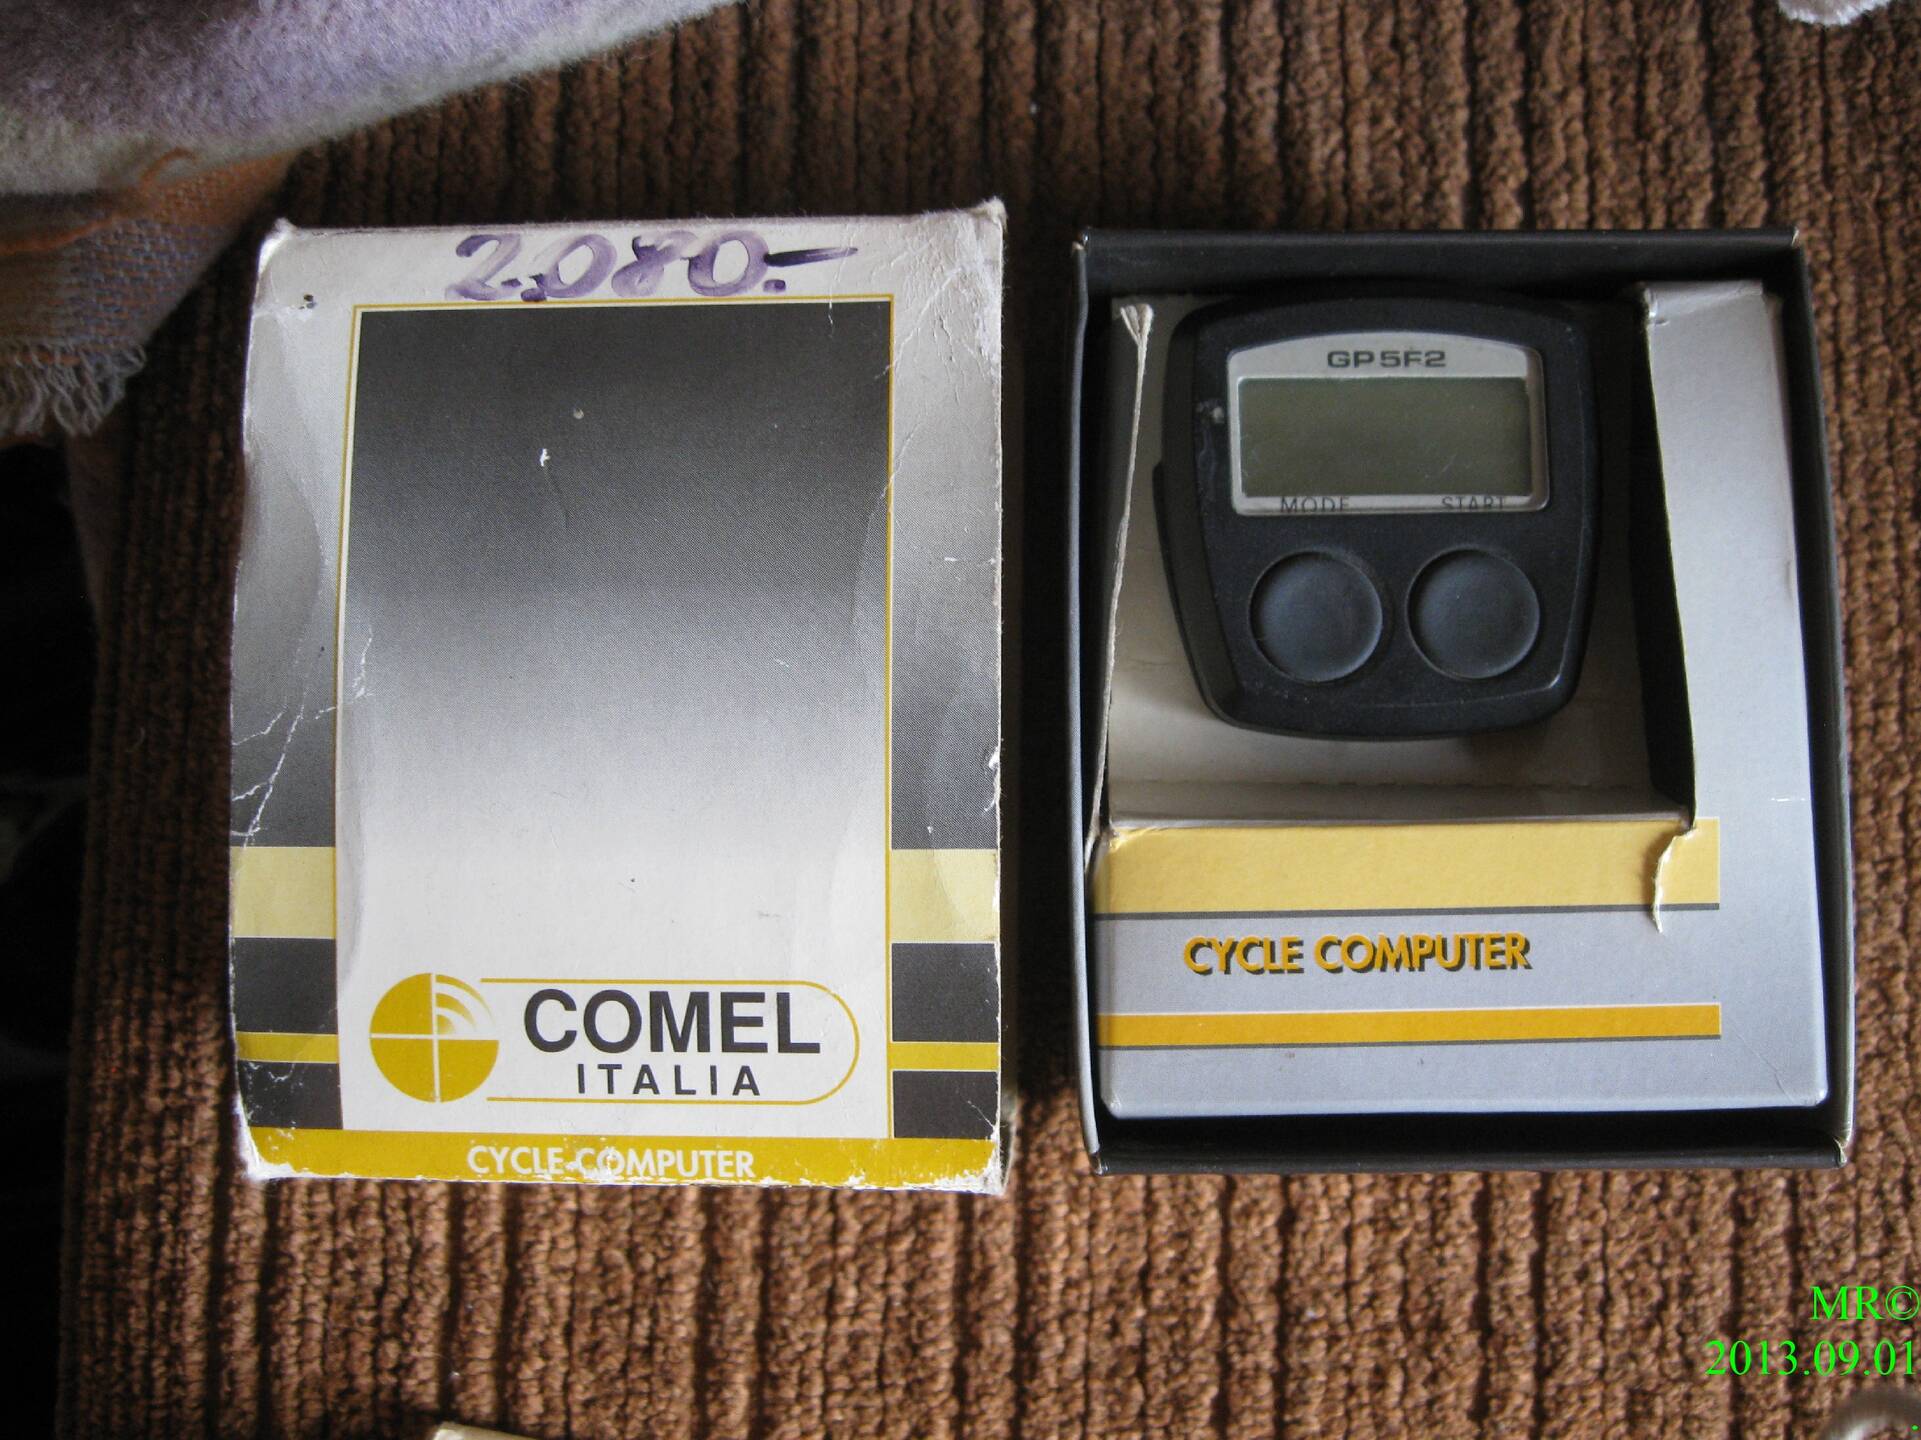 2.080.-
COMEL
ITALIA
CYCLE COMPUTER
GP5F2
MODE START
CYCLE COMPUTER
MR©
2013.09.01